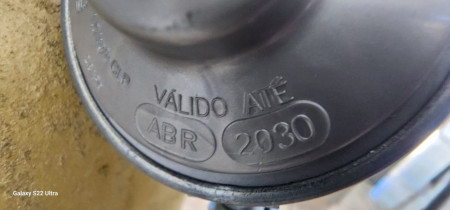 VÁLIDO ATÉ
ABR 2030
Galaxy S22 Ultra